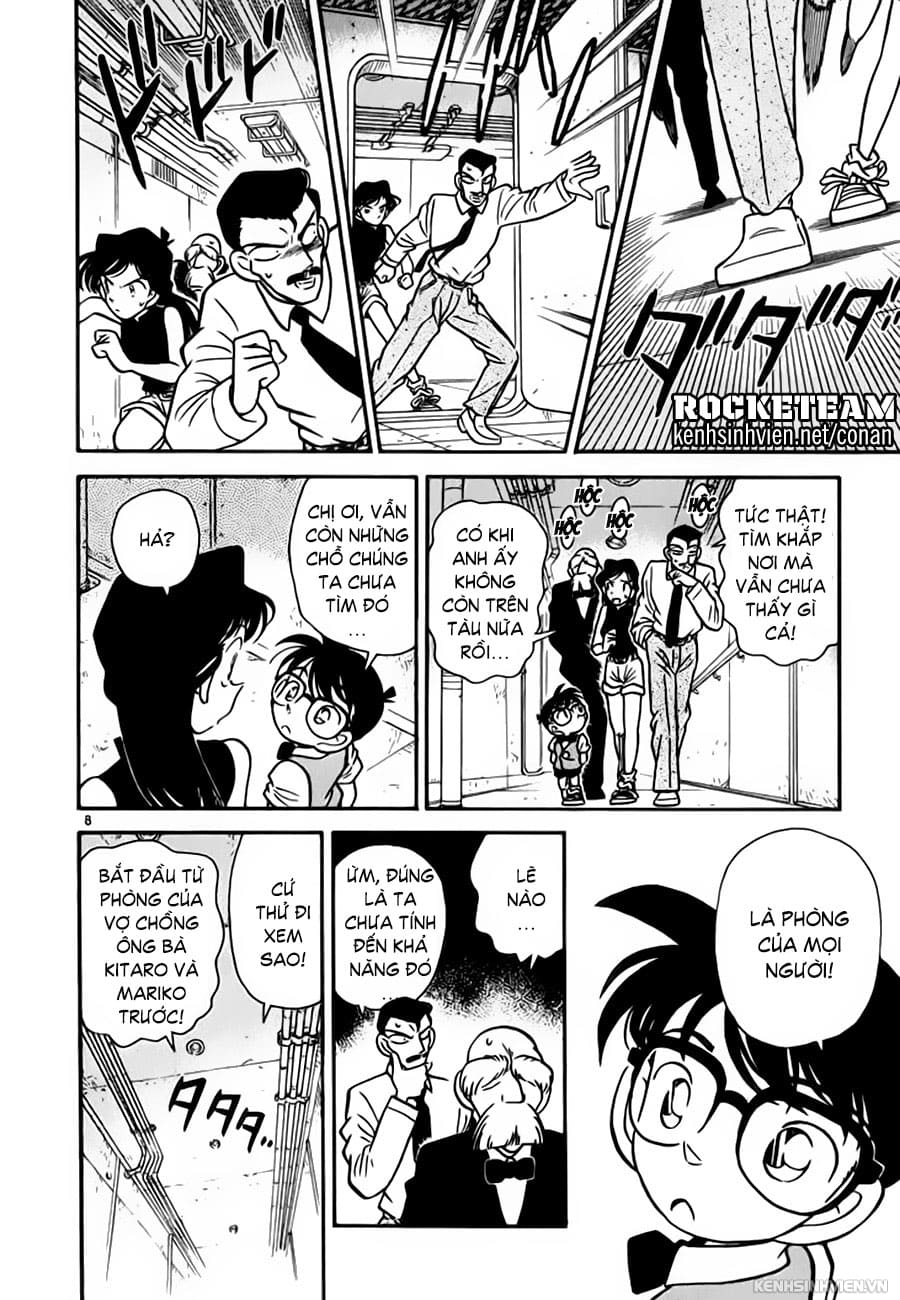 ダダダ
ドドド
ROCKETEAM
kenhsinhvien.net/conan
TỨC THẬT!
TÌM KHẮP
NƠI MÀ
VẪN CHƯA
THẤY GÌ
CẢ!
HỘC
HỘC
HỘC
HỘC
CÓ KHI
ANH ẤY
KHÔNG
CÒN TRÊN
TÀU NỮA
RỒI...
CHỊ ƠI, VẪN
CÒN NHỮNG
CHỖ CHÚNG
TA CHƯA
TÌM ĐÓ
...
HẢ?
8
LÀ PHÒNG
CỦA MỌI
NGƯỜI!
LẼ
NÀO
...
ỪM, ĐÚNG
LÀ TA
CHƯA TÍNH
ĐẾN KHẢ
NĂNG ĐÓ
...
CỨ
THỬ ĐI
XEM
SAO!
BẮT ĐẦU TỪ
PHÒNG CỦA
VỢ CHỒNG
ÔNG BÀ
KITARO VÀ
MARIKO
TRƯỚC!
タタタ..
KENHSINHVIEN.VN